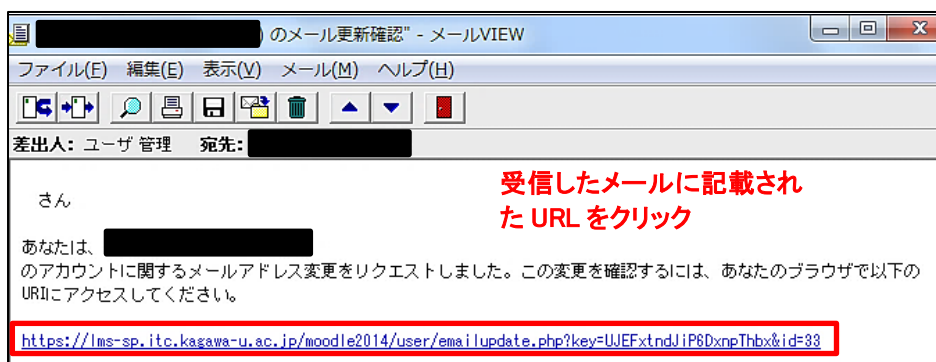 ) のメール更新確認" - メールVIEW
ファイル(F) 編集(E) 表示(V) メール(M) ヘルプ(H)
差出人: ユーザ 管理 宛先:
受信したメールに記載され
た URL をクリック
さん
あなたは、
のアカウントに関するメールアドレス変更をリクエストしました。この変更を確認するには、あなたのブラウザで以下の
URIにアクセスしてください。
https://lms-sp.itc.kagawa-u.ac.jp/moodle2014/user/emailupdate.php?key=UJEFxtndJiP6DxnpThbx&id=33